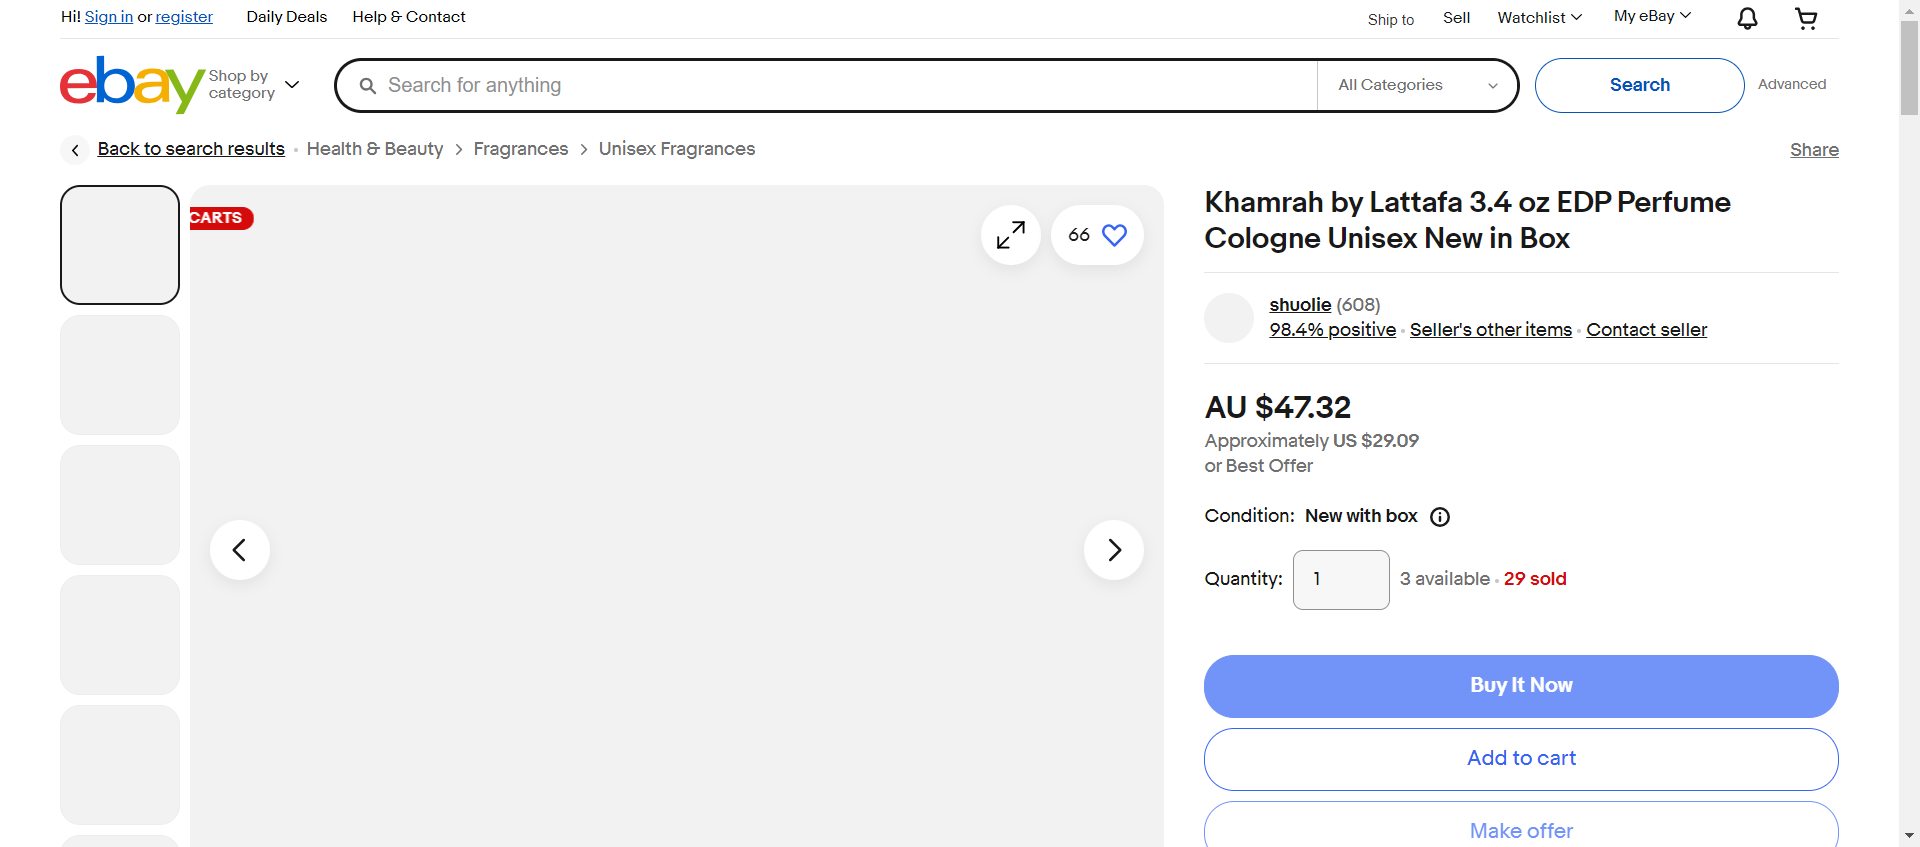 Hi! Sign in or register
Daily Deals
Help & Contact
Ship to
Sell
Watchlist
My eBay
ebay
Shop by
category
Search for anything
All Categories
Search
Advanced
Back to search results
Health & Beauty
Fragrances
Unisex Fragrances
Share
CARTS
66
Khamrah by Lattafa 3.4 oz EDP Perfume
Cologne Unisex New in Box
shuolie (608)
98.4% positive · Seller's other items · Contact seller
AU $47.32
Approximately US $29.09
or Best Offer
Condition: New with box
Quantity: 1 3 available · 29 sold
Buy It Now
Add to cart
Make offer